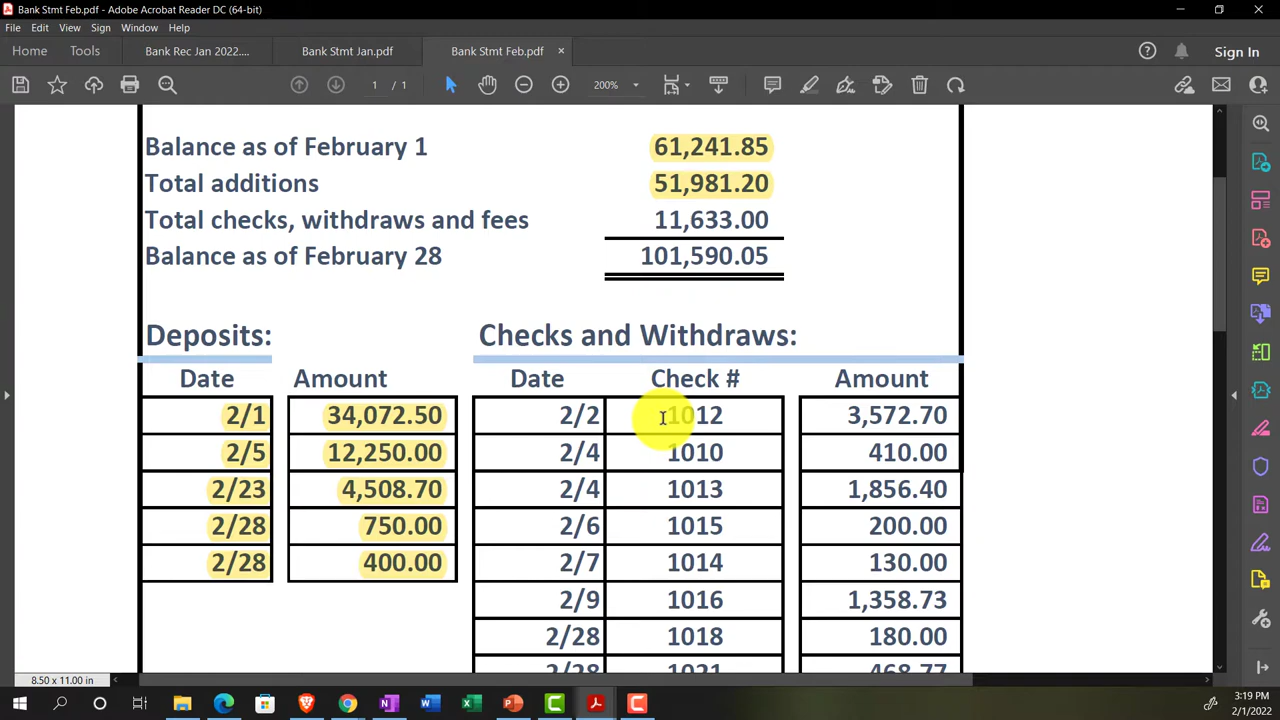 Bank Stmt Feb.pdf - Adobe Acrobat Reader DC (64-bit)
File Edit View Sign Window Help
Home Tools Bank Rec Jan 2022.... Bank Stmt Jan.pdf Bank Stmt Feb.pdf × Sign In
1 / 1 200%
Balance as of February 1 61,241.85
Total additions 51,981.20
Total checks, withdraws and fees 11,633.00
Balance as of February 28 101,590.05
Deposits: Checks and Withdraws:
Date Amount Date Check # Amount
2/1 34,072.50 2/2 1012 3,572.70
2/5 12,250.00 2/4 1010 410.00
2/23 4,508.70 2/4 1013 1,856.40
2/28 750.00 2/6 1015 200.00
2/28 400.00 2/7 1014 130.00
2/9 1016 1,358.73
2/28 1018 180.00
2/28 1021 468.77
8.50 x 11.00 in
3:19 PM
2/1/2022